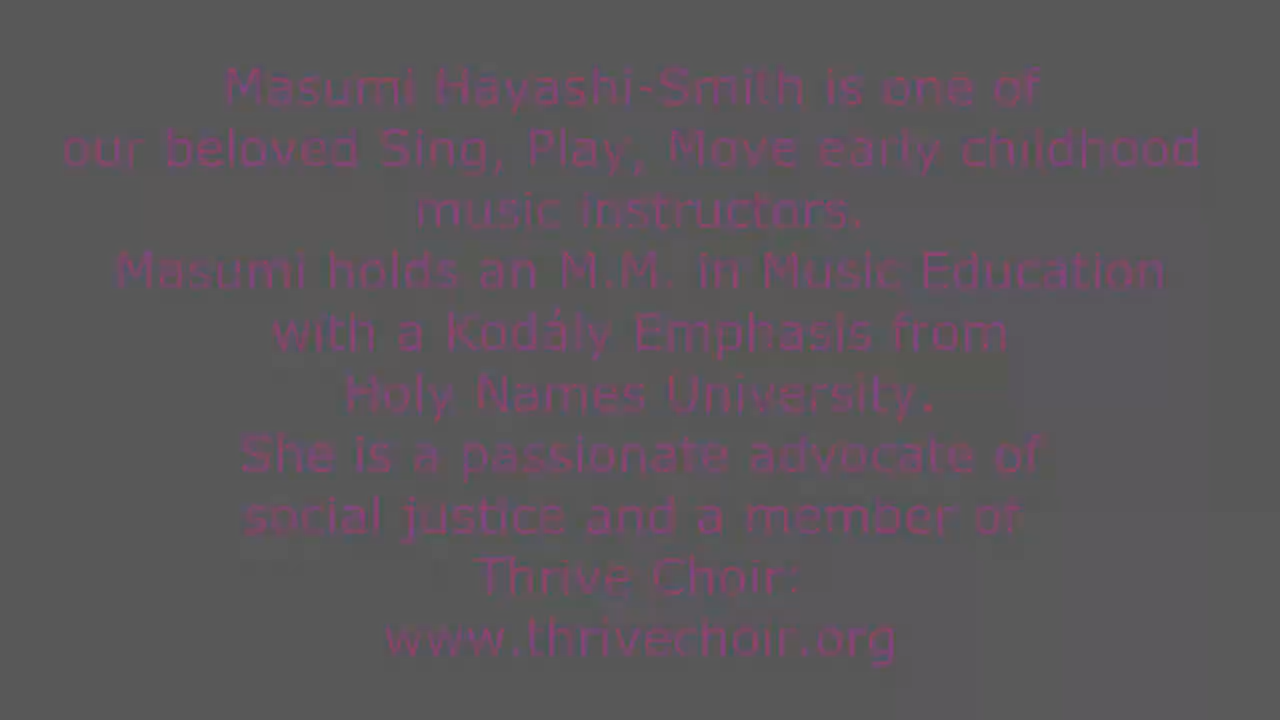 Masumi Hayashi-Smith is one of
our beloved Sing, Play, Move early childhood
music instructors.
Masumi holds an M.M. in Music Education
with a Kodály Emphasis from
Holy Names University.
She is a passionate advocate of
social justice and a member of
Thrive Choir:
www.thrivechoir.org